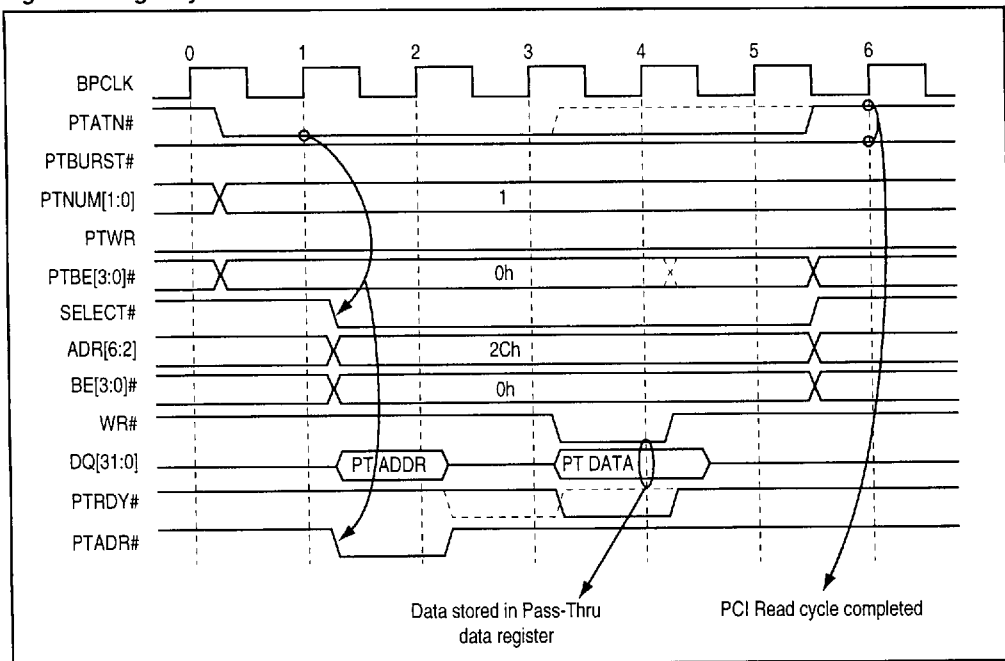 0 1 2 3 4 5 6
BPCLK
PTATN#
PTBURST#
PTNUM[1:0] 1
PTWR
PTBE[3:0]# 0h x
SELECT#
ADR[6:2] 2Ch
BE[3:0]# 0h
WR#
DQ[31:0] PT ADDR PT DATA
PTRDY#
PTADR#
Data stored in Pass-Thru
data register
PCI Read cycle completed